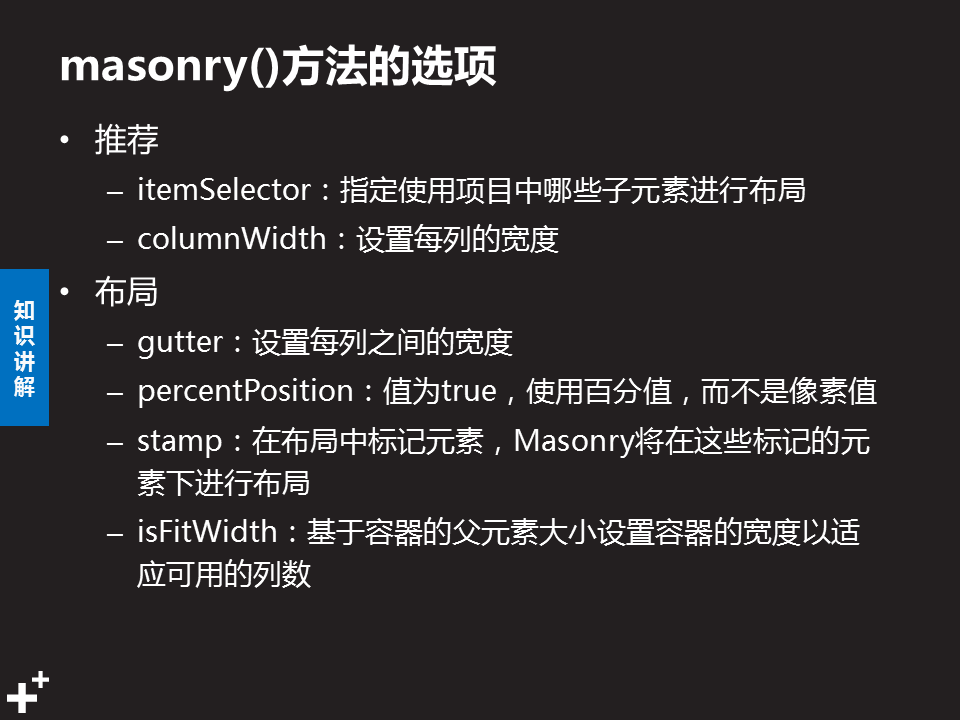 masonry()方法的选项
• 推荐
– itemSelector：指定使用项目中哪些子元素进行布局
– columnWidth：设置每列的宽度
• 布局
– gutter：设置每列之间的宽度
– percentPosition：值为true，使用百分值，而不是像素值
– stamp：在布局中标记元素，Masonry将在这些标记的元
素下进行布局
– isFitWidth：基于容器的父元素大小设置容器的宽度以适
应可用的列数
知
识
讲
解